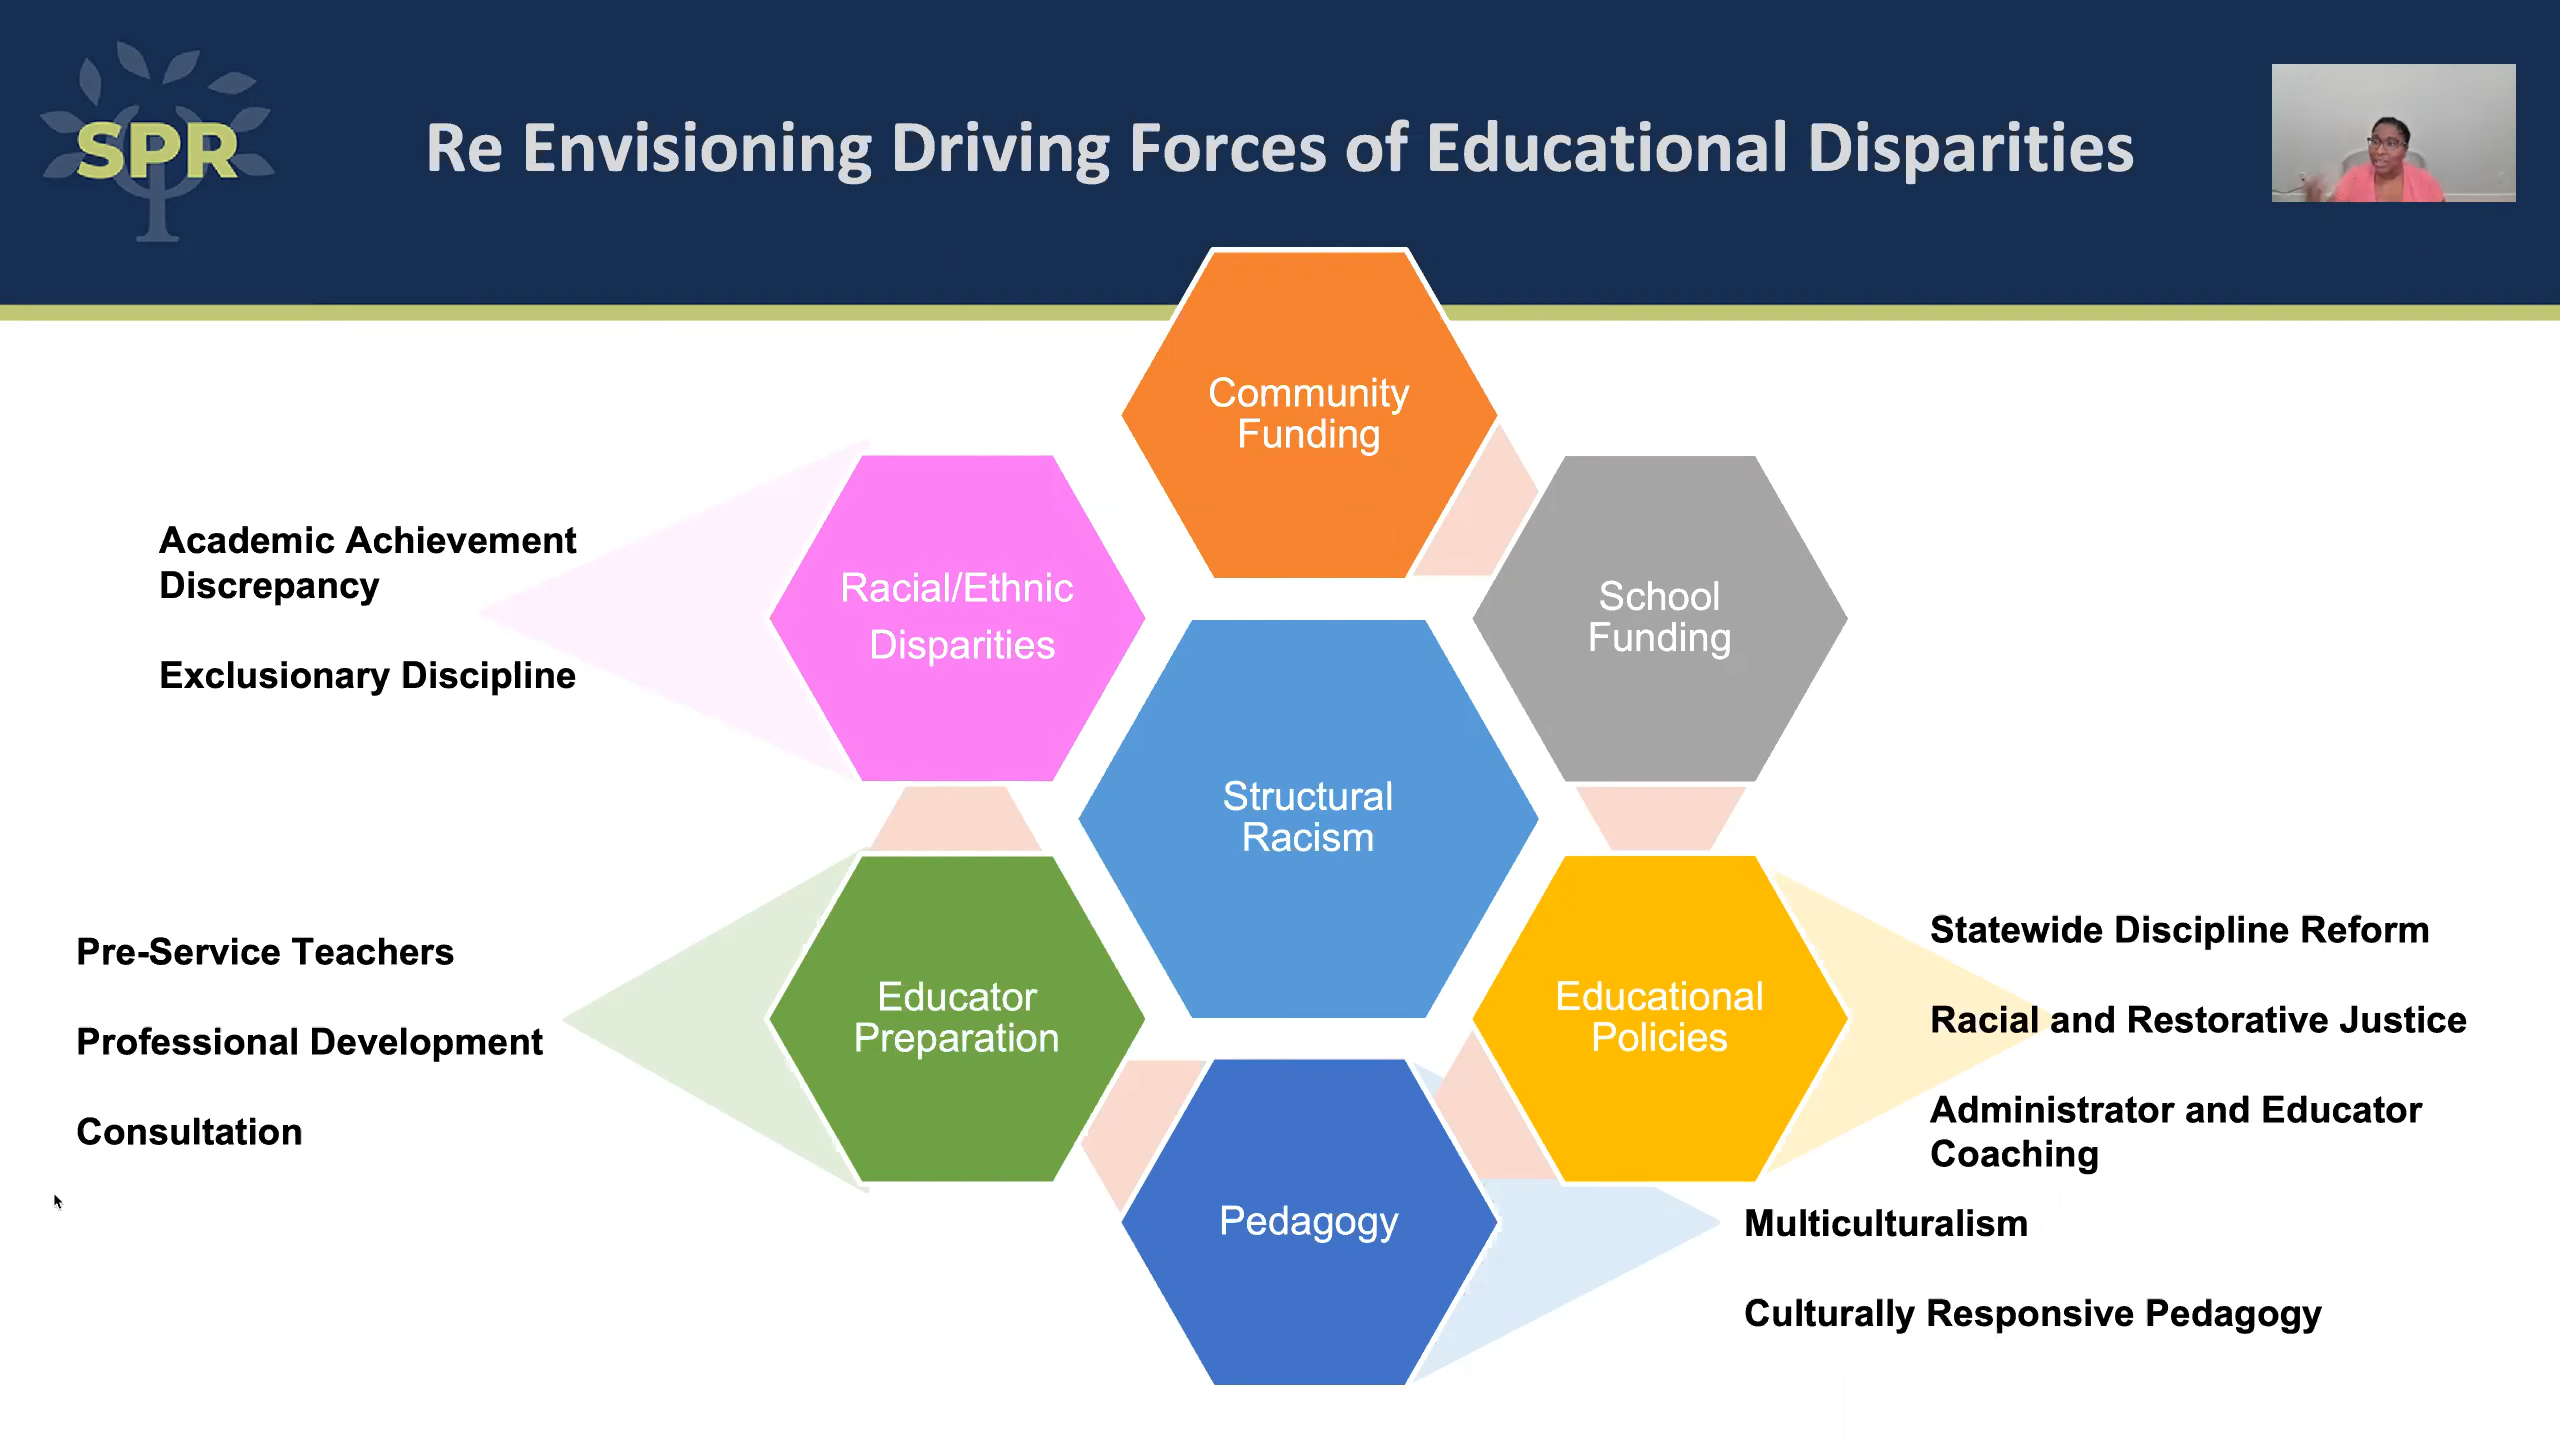 SPR
Re Envisioning Driving Forces of Educational Disparities
Community
Funding
School
Funding
Racial/Ethnic
Disparities
Academic Achievement
Discrepancy
Exclusionary Discipline
Structural
Racism
Educator
Preparation
Pre-Service Teachers
Professional Development
Consultation
Educational
Policies
Statewide Discipline Reform
Racial and Restorative Justice
Administrator and Educator
Coaching
Pedagogy
Multiculturalism
Culturally Responsive Pedagogy